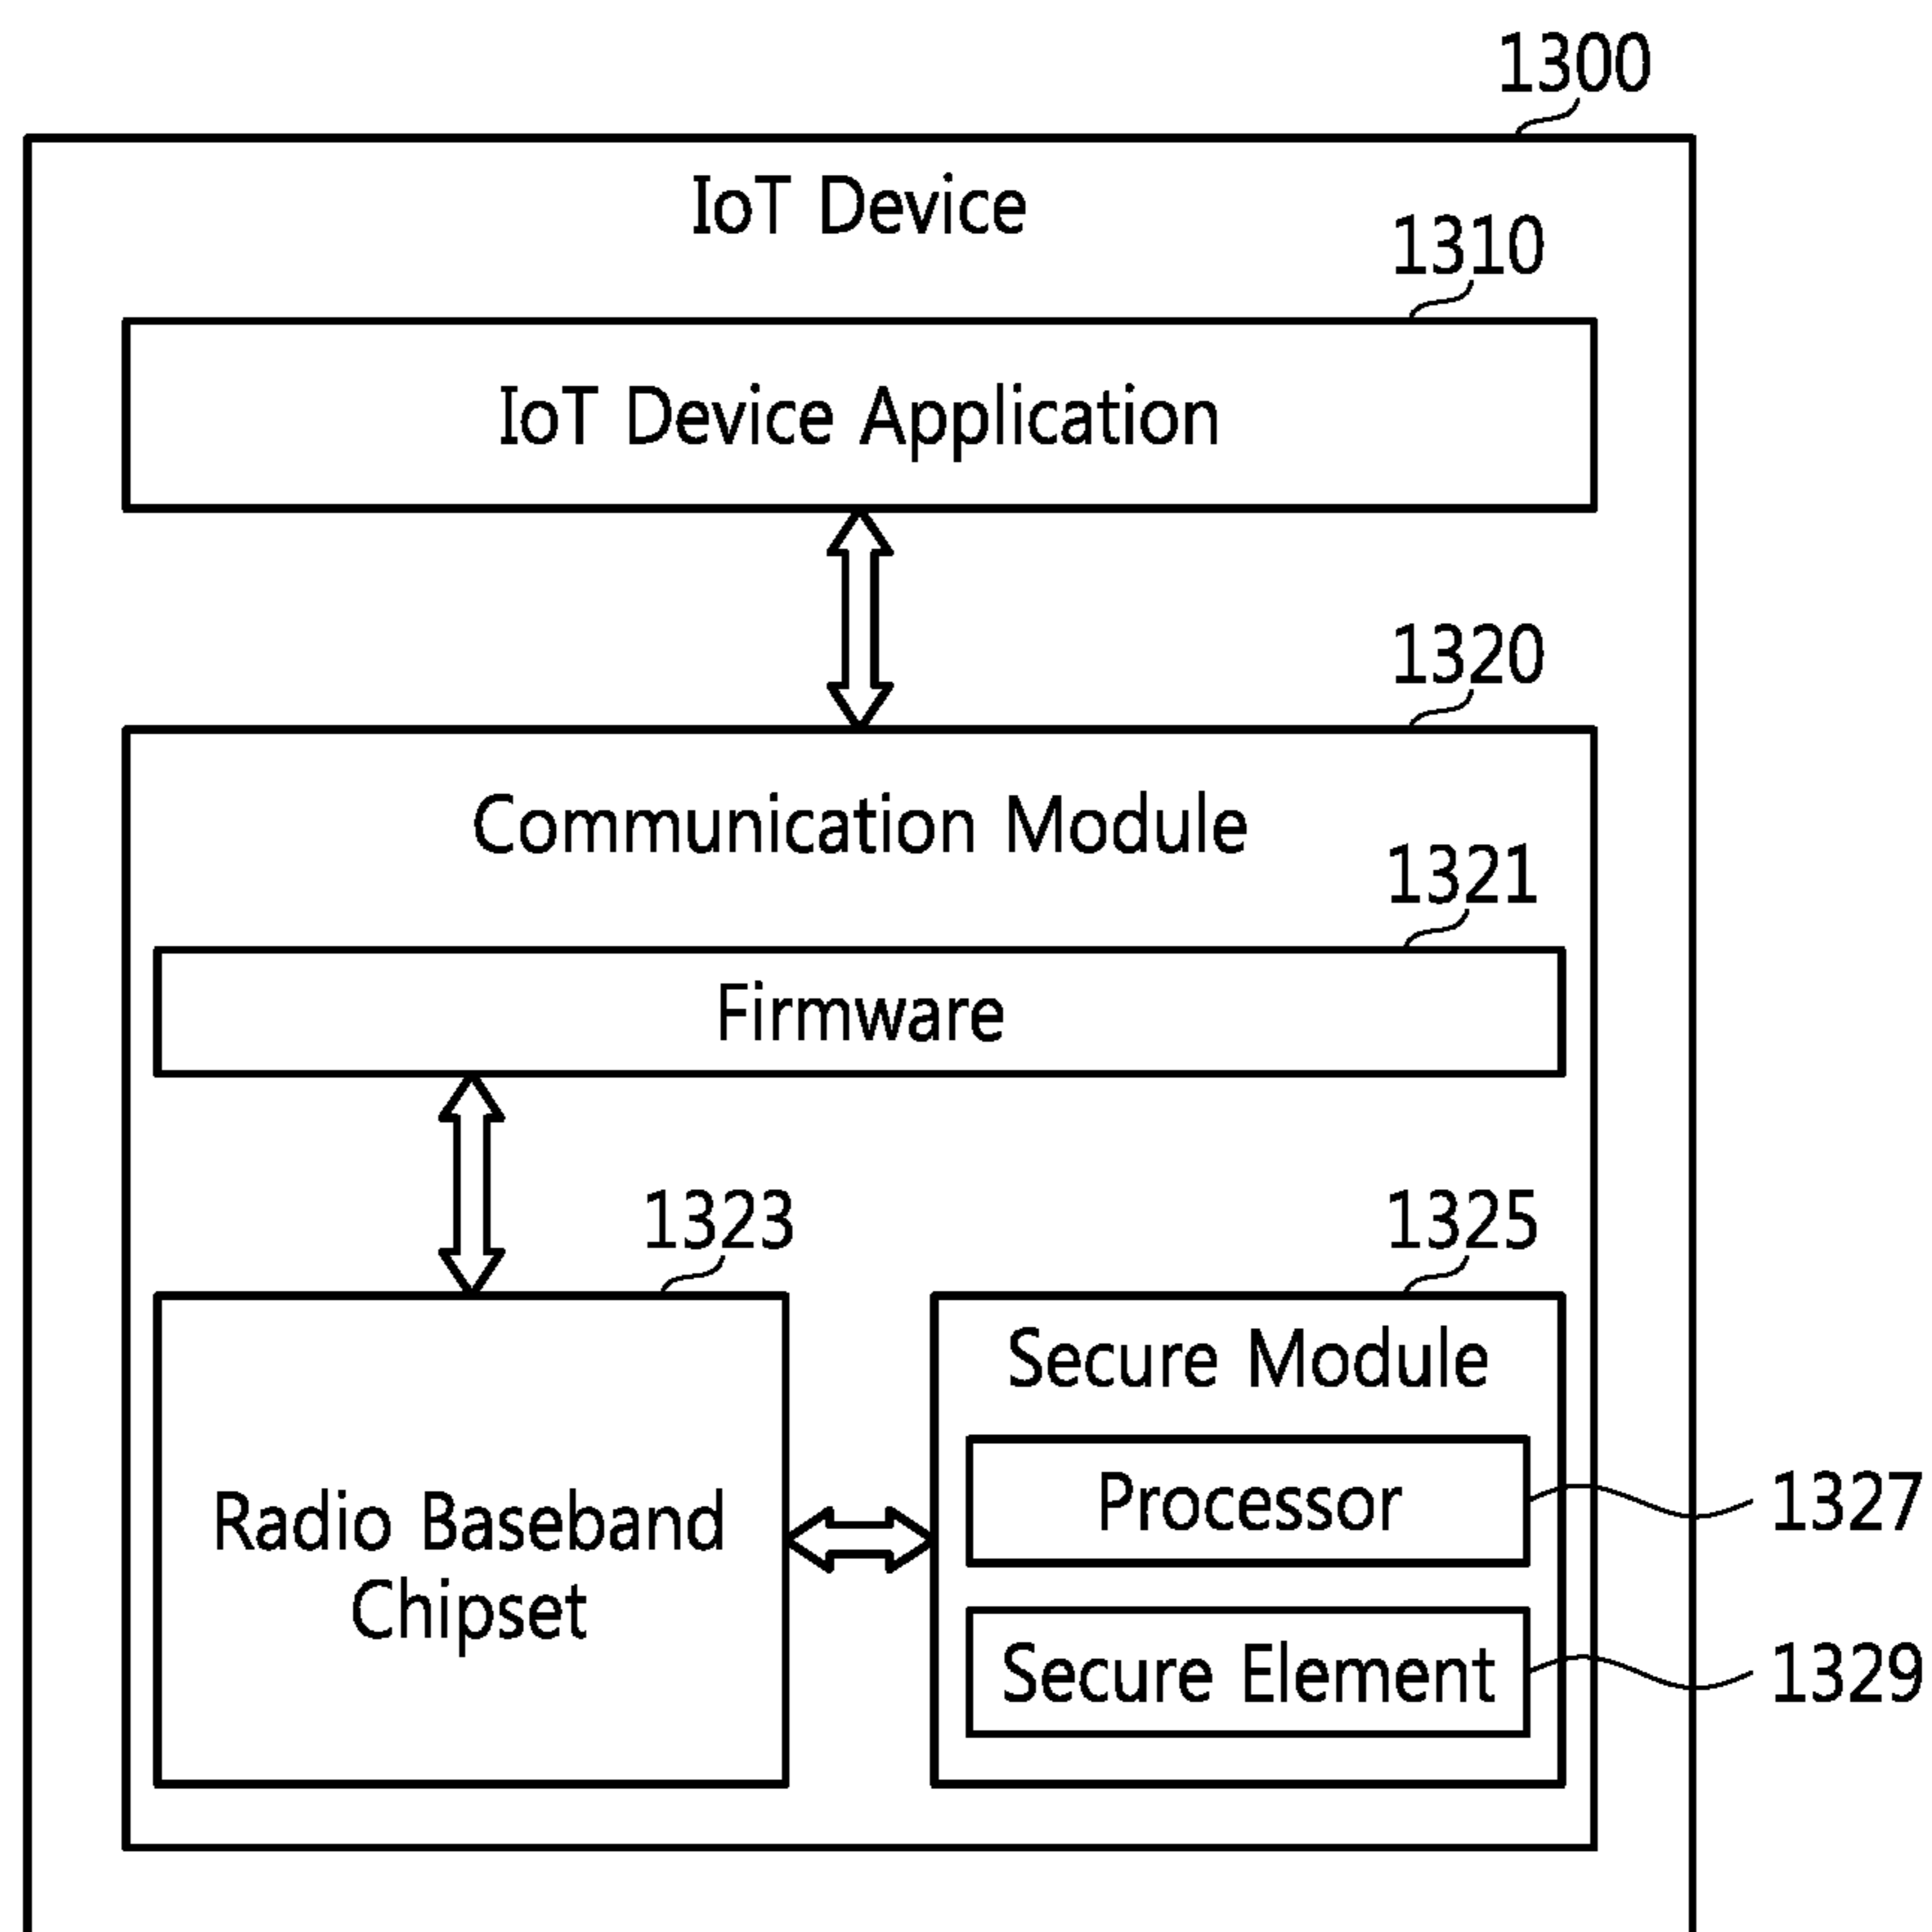 1300
IoT Device
1310
IoT Device Application
1320
Communication Module
1321
Firmware
1323
1325
Secure Module
Processor
1327
Radio Baseband
Chipset
Secure Element
1329